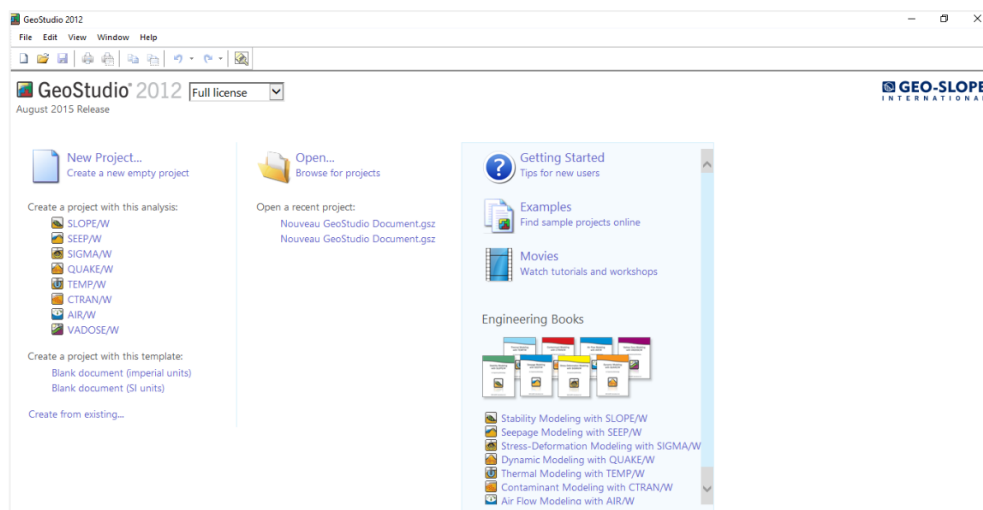 GeoStudio 2012
File Edit View Window Help
GeoStudio 2012 Full license
August 2015 Release
GEO-SLOPE
INTERNATIONAL
New Project...
Create a new empty project
Create a project with this analysis:
SLOPE/W
SEEP/W
SIGMA/W
QUAKE/W
TEMP/W
CTRAN/W
AIR/W
VADOSE/W
Create a project with this template:
Blank document (imperial units)
Blank document (SI units)
Create from existing...
Open...
Browse for projects
Open a recent project:
Nouveau GeoStudio Document.gsz
Nouveau GeoStudio Document.gsz
Getting Started
Tips for new users
Examples
Find sample projects online
Movies
Watch tutorials and workshops
Engineering Books
Stability Modeling with SLOPE/W
Seepage Modeling with SEEP/W
Stress-Deformation Modeling with SIGMA/W
Dynamic Modeling with QUAKE/W
Thermal Modeling with TEMP/W
Contaminant Modeling with CTRAN/W
Air Flow Modeling with AIR/W